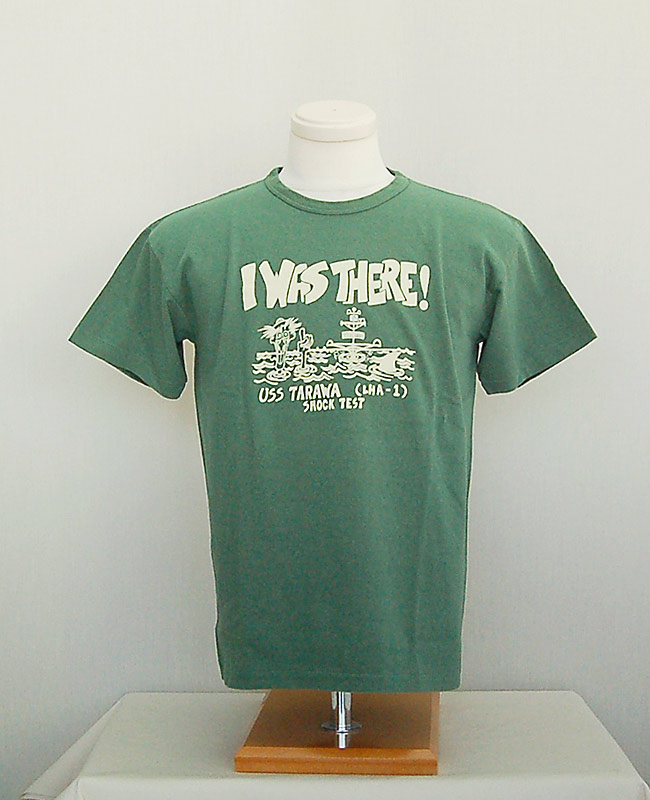 I WAS THERE!
USS TARAWA (LHA-1)
SHOCK TEST